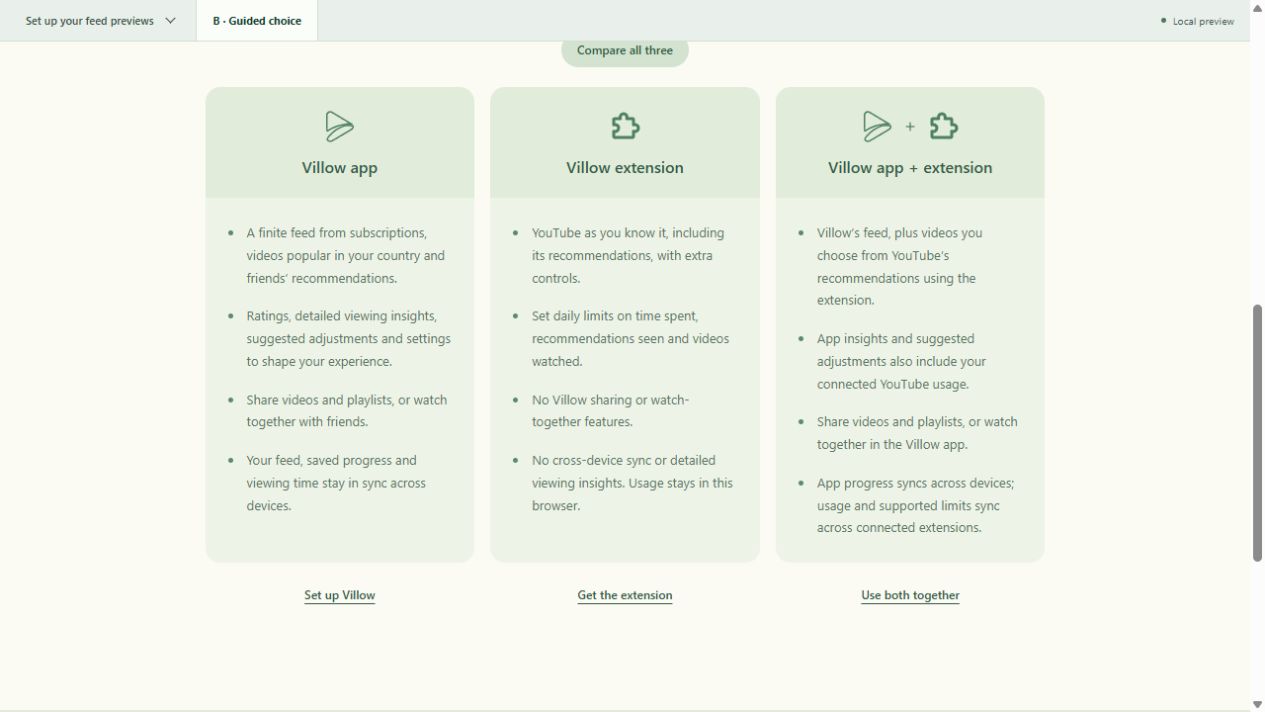 Set up your feed previews
B · Guided choice
Local preview
Compare all three
Villow app
A finite feed from subscriptions,
videos popular in your country and
friends’ recommendations.
Ratings, detailed viewing insights,
suggested adjustments and settings
to shape your experience.
Share videos and playlists, or watch
together with friends.
Your feed, saved progress and
viewing time stay in sync across
devices.
Set up Villow
Villow extension
YouTube as you know it, including
its recommendations, with extra
controls.
Set daily limits on time spent,
recommendations seen and videos
watched.
No Villow sharing or watch-
together features.
No cross-device sync or detailed
viewing insights. Usage stays in this
browser.
Get the extension
+
Villow app + extension
Villow’s feed, plus videos you
choose from YouTube’s
recommendations using the
extension.
App insights and suggested
adjustments also include your
connected YouTube usage.
Share videos and playlists, or watch
together in the Villow app.
App progress syncs across devices;
usage and supported limits sync
across connected extensions.
Use both together